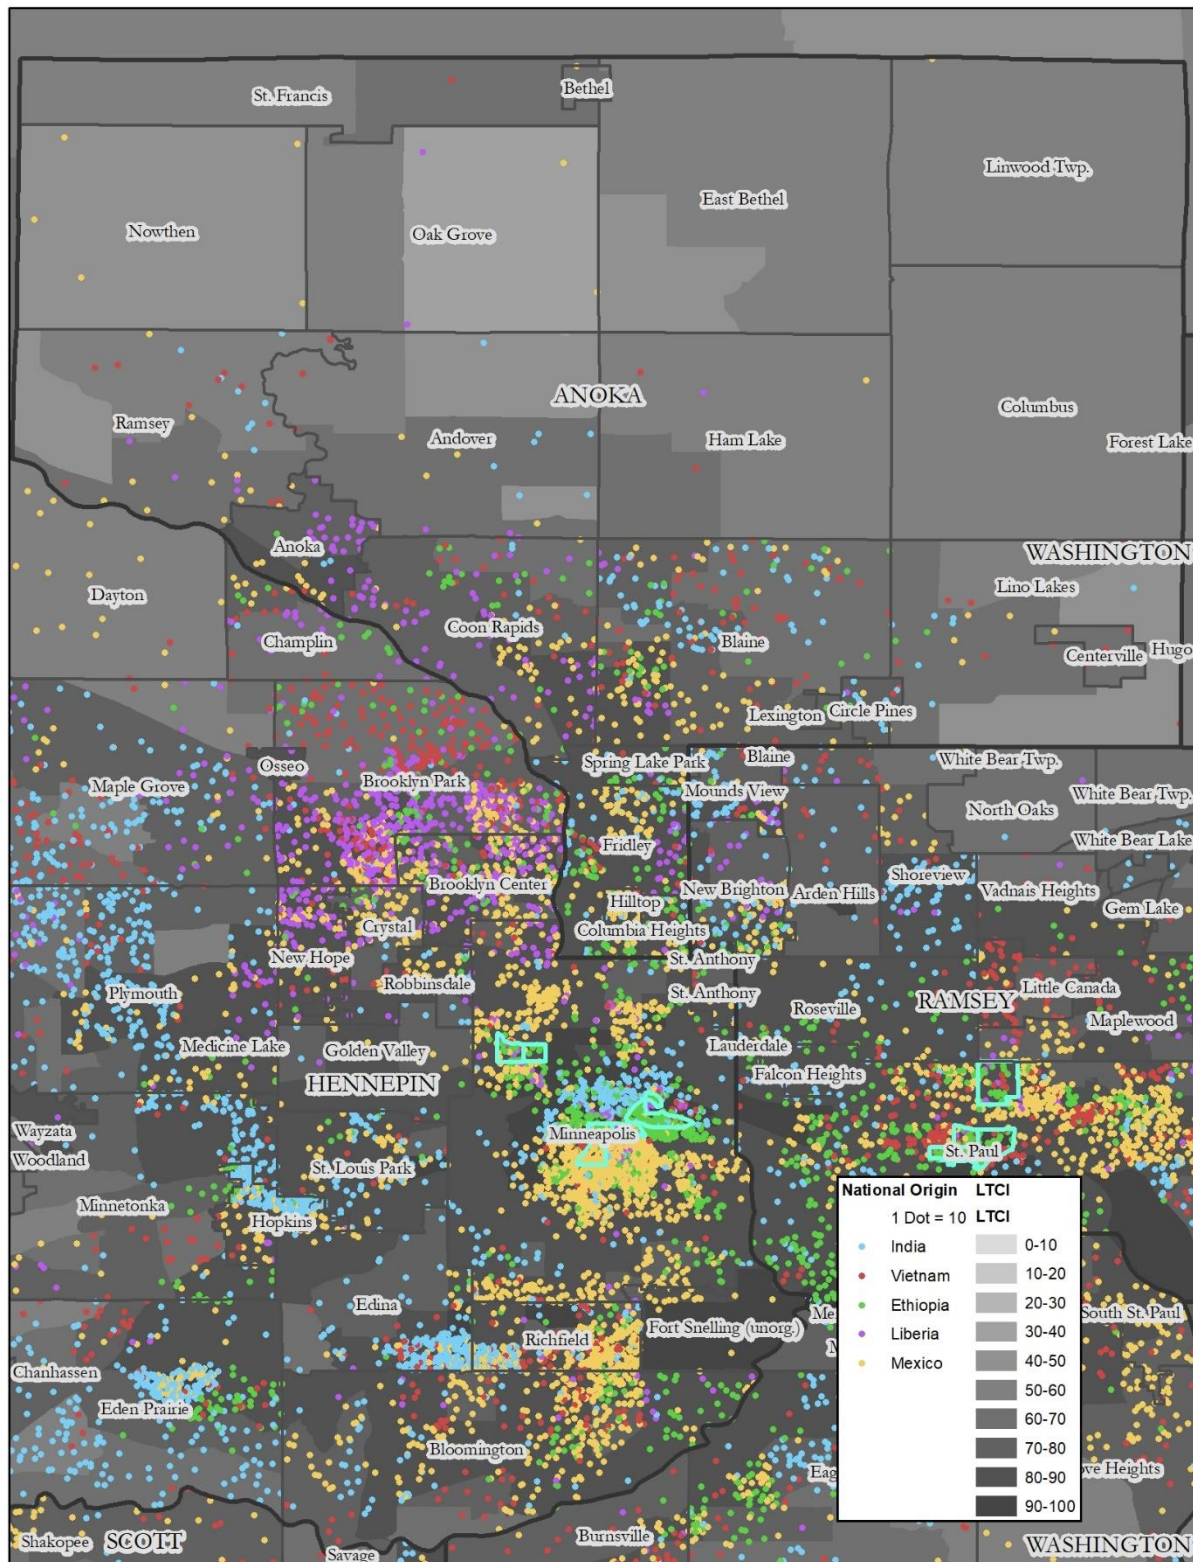 St. Francis
Bethel
Linwood Twp.
East Bethel
Nowthen
Oak Grove
ANOKA
Columbus
Ramsey
Andover
Ham Lake
Forest Lake
Anoka
WASHINGTON
Lino Lakes
Dayton
Coon Rapids
Champlin
Blaine
Centerville
Hugo
Lexington
Circle Pines
Osseo
Spring Lake Park
Blaine
White Bear Twp.
Maple Grove
Brooklyn Park
Mounds View
North Oaks
White Bear Twp.
Fridley
White Bear Lake
Brooklyn Center
New Brighton
Arden Hills
Shoreview
Vadnais Heights
Hilltop
Gem Lake
Crystal
Columbia Heights
New Hope
St. Anthony
Robbinsdale
Plymouth
St. Anthony
Roseville
RAMSEY
Little Canada
Maplewood
Medicine Lake
Golden Valley
Lauderdale
HENNEPIN
Falcon Heights
Wayzata
Minneapolis
Woodland
St. Louis Park
St. Paul
Minnetonka
Hopkins
National Origin
LTCI
1 Dot = 10
LTCI
India
Vietnam
Ethiopia
Liberia
Mexico
0-10
10-20
20-30
30-40
40-50
50-60
60-70
70-80
80-90
90-100
Edina
Richfield
Fort Snelling (unorg.)
Me
M
South St. Paul
Chanhassen
Eden Prairie
Bloomington
Eag
ove Heights
Shakopee
SCOTT
Savage
Burnsville
WASHINGTON